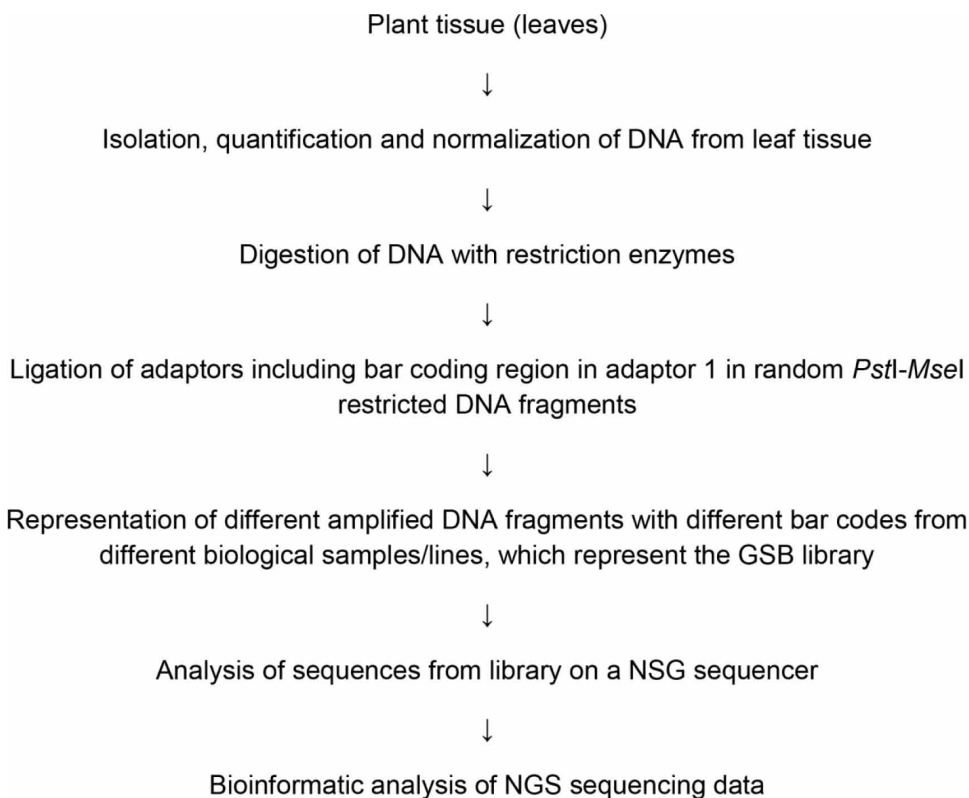 Plant tissue (leaves)
↓
Isolation, quantification and normalization of DNA from leaf tissue
↓
Digestion of DNA with restriction enzymes
↓
Ligation of adaptors including bar coding region in adaptor 1 in random PstI-MseI
restricted DNA fragments
↓
Representation of different amplified DNA fragments with different bar codes from
different biological samples/lines, which represent the GSB library
↓
Analysis of sequences from library on a NSG sequencer
↓
Bioinformatic analysis of NGS sequencing data